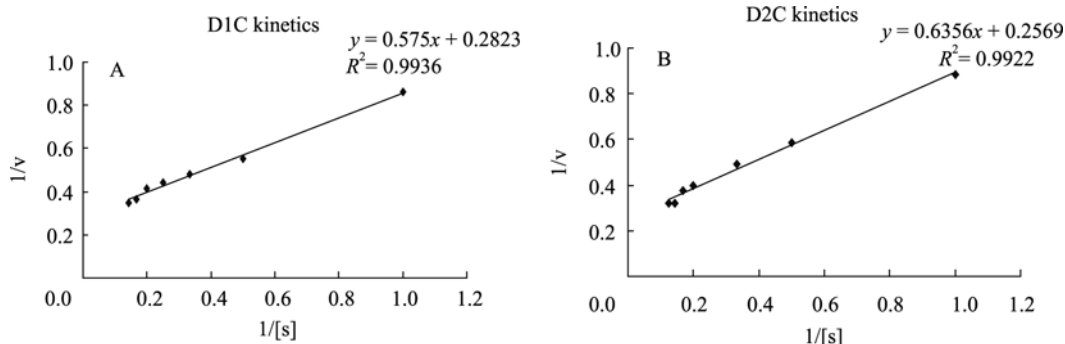 D1C kinetics
y = 0.575x + 0.2823
R² = 0.9936
A
1.0
0.8
0.6
0.4
0.2
0.0
1/v
0.2 0.4 0.6 0.8 1.0 1.2
1/[s]
D2C kinetics
y = 0.6356x + 0.2569
R² = 0.9922
B
1.0
0.8
0.6
0.4
0.2
0.0
1/v
0.2 0.4 0.6 0.8 1.0 1.2
1/[s]